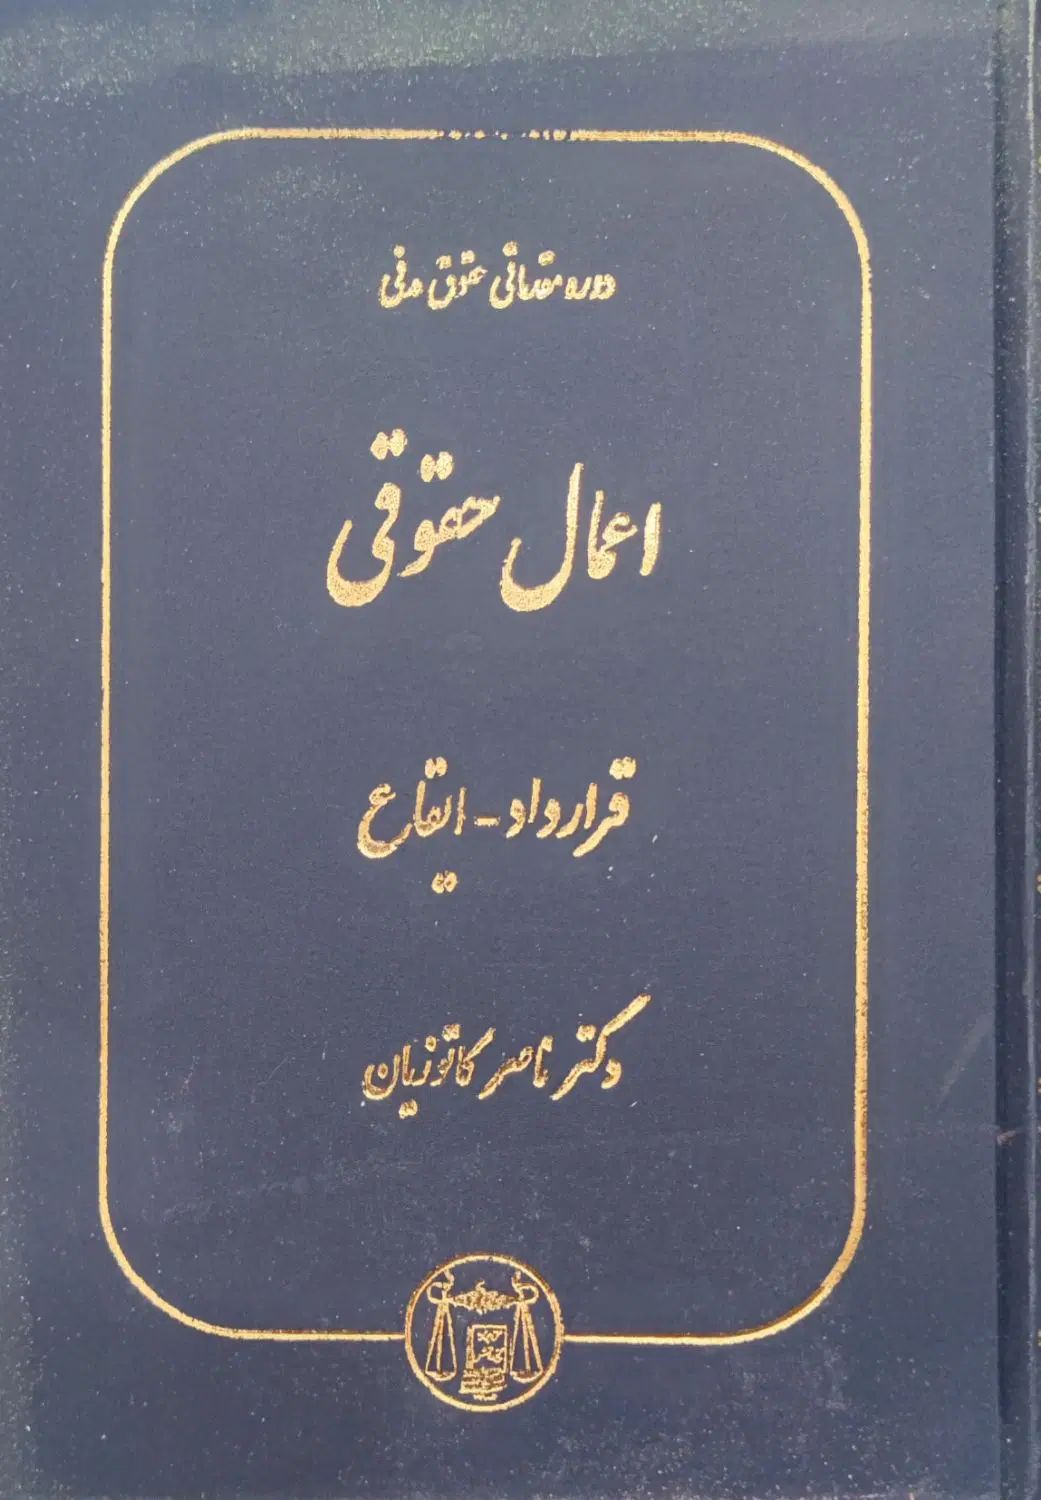 دوره مقدماتی حقوق مدنی
اعمال حقوقی
قرارداد - ایقاع
دکتر ناصر کاتوزیان